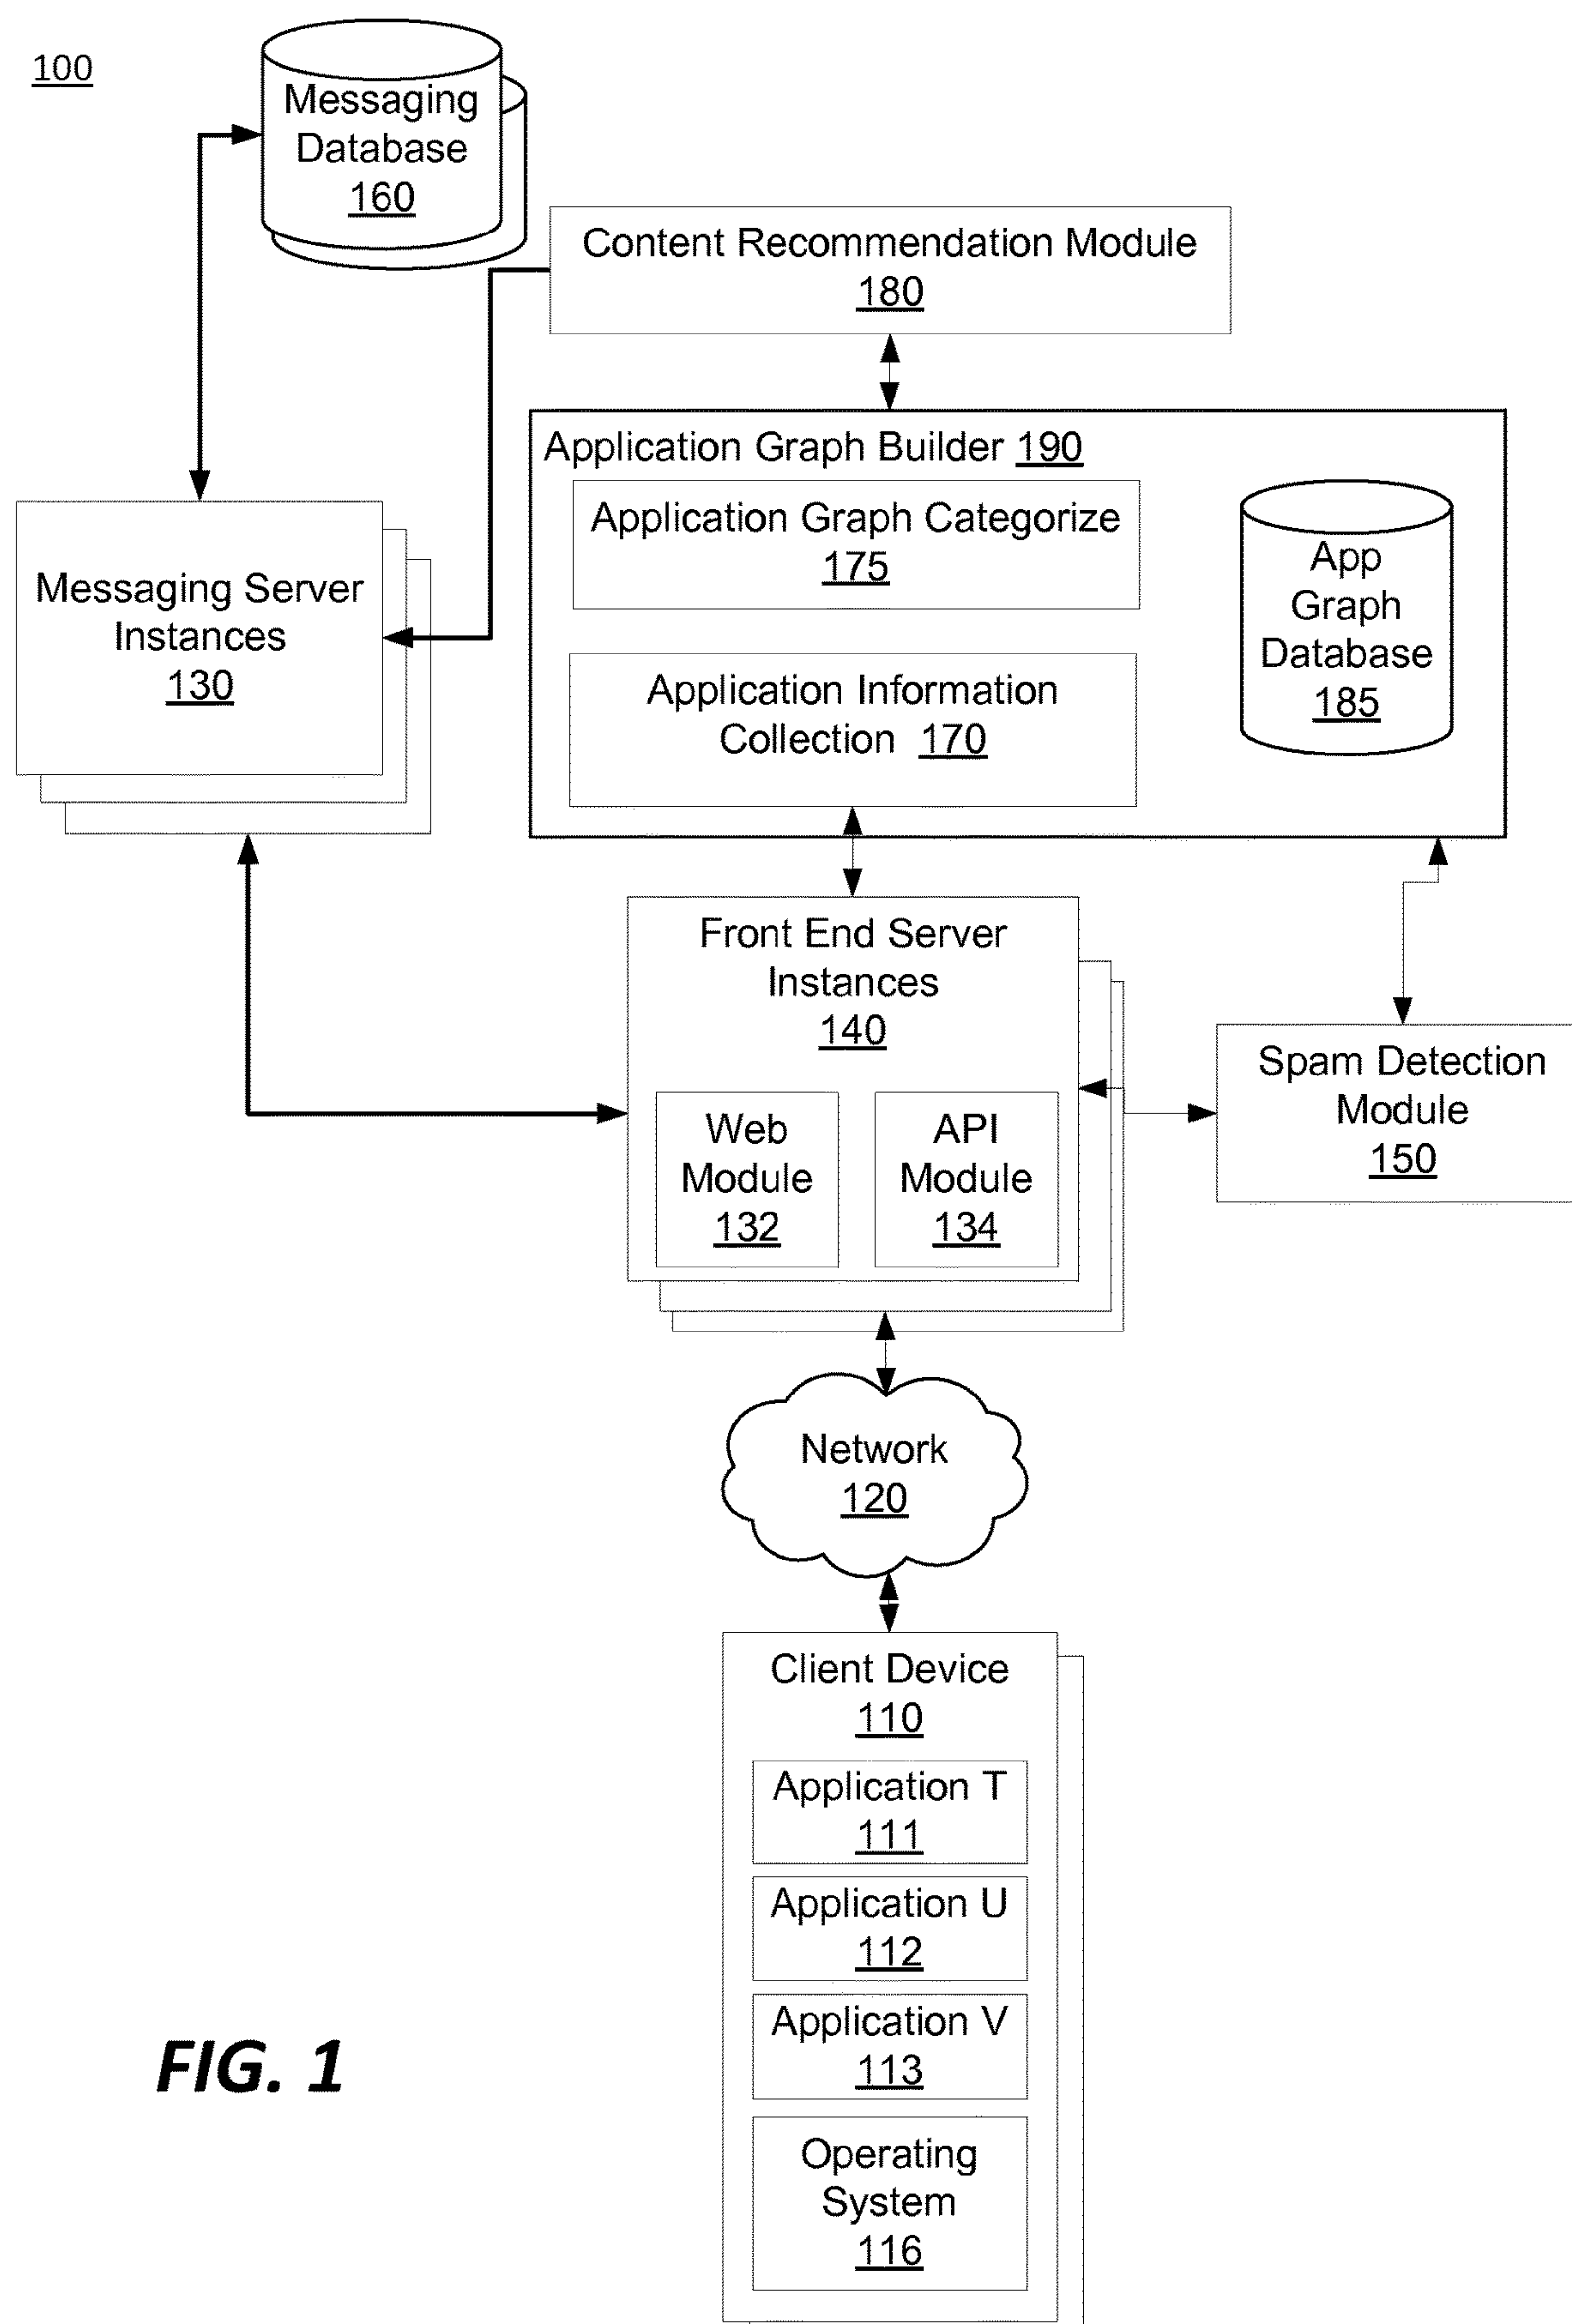 100
Messaging
Database
160
Content Recommendation Module
180
Application Graph Builder 190
Application Graph Categorize
175
App
Graph
Database
185
Messaging Server
Instances
130
Application Information
Collection 170
Front End Server
Instances
140
Web
Module
132
API
Module
134
Spam Detection
Module
150
Network
120
Client Device
110
Application T
111
Application U
112
Application V
113
Operating
System
116
FIG. 1